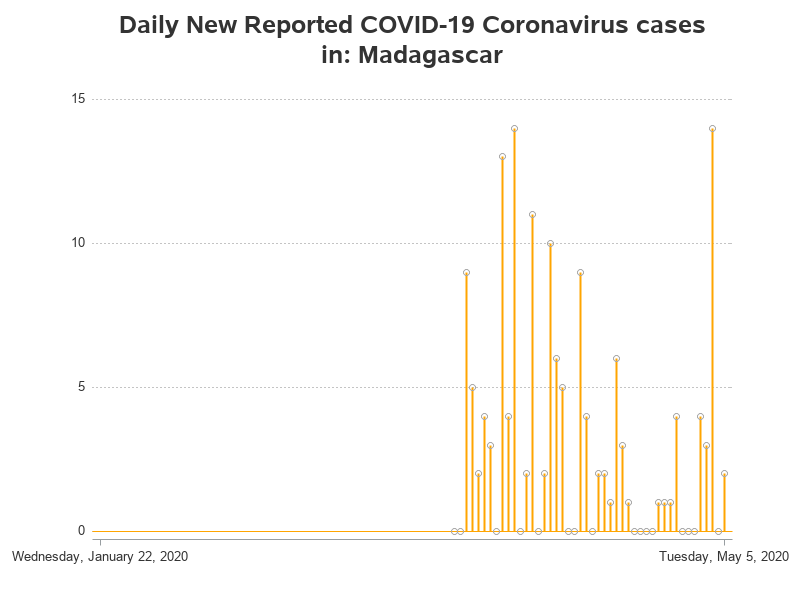 Daily New Reported COVID-19 Coronavirus cases
in: Madagascar
15
10
5
0
Wednesday, January 22, 2020
Tuesday, May 5, 2020